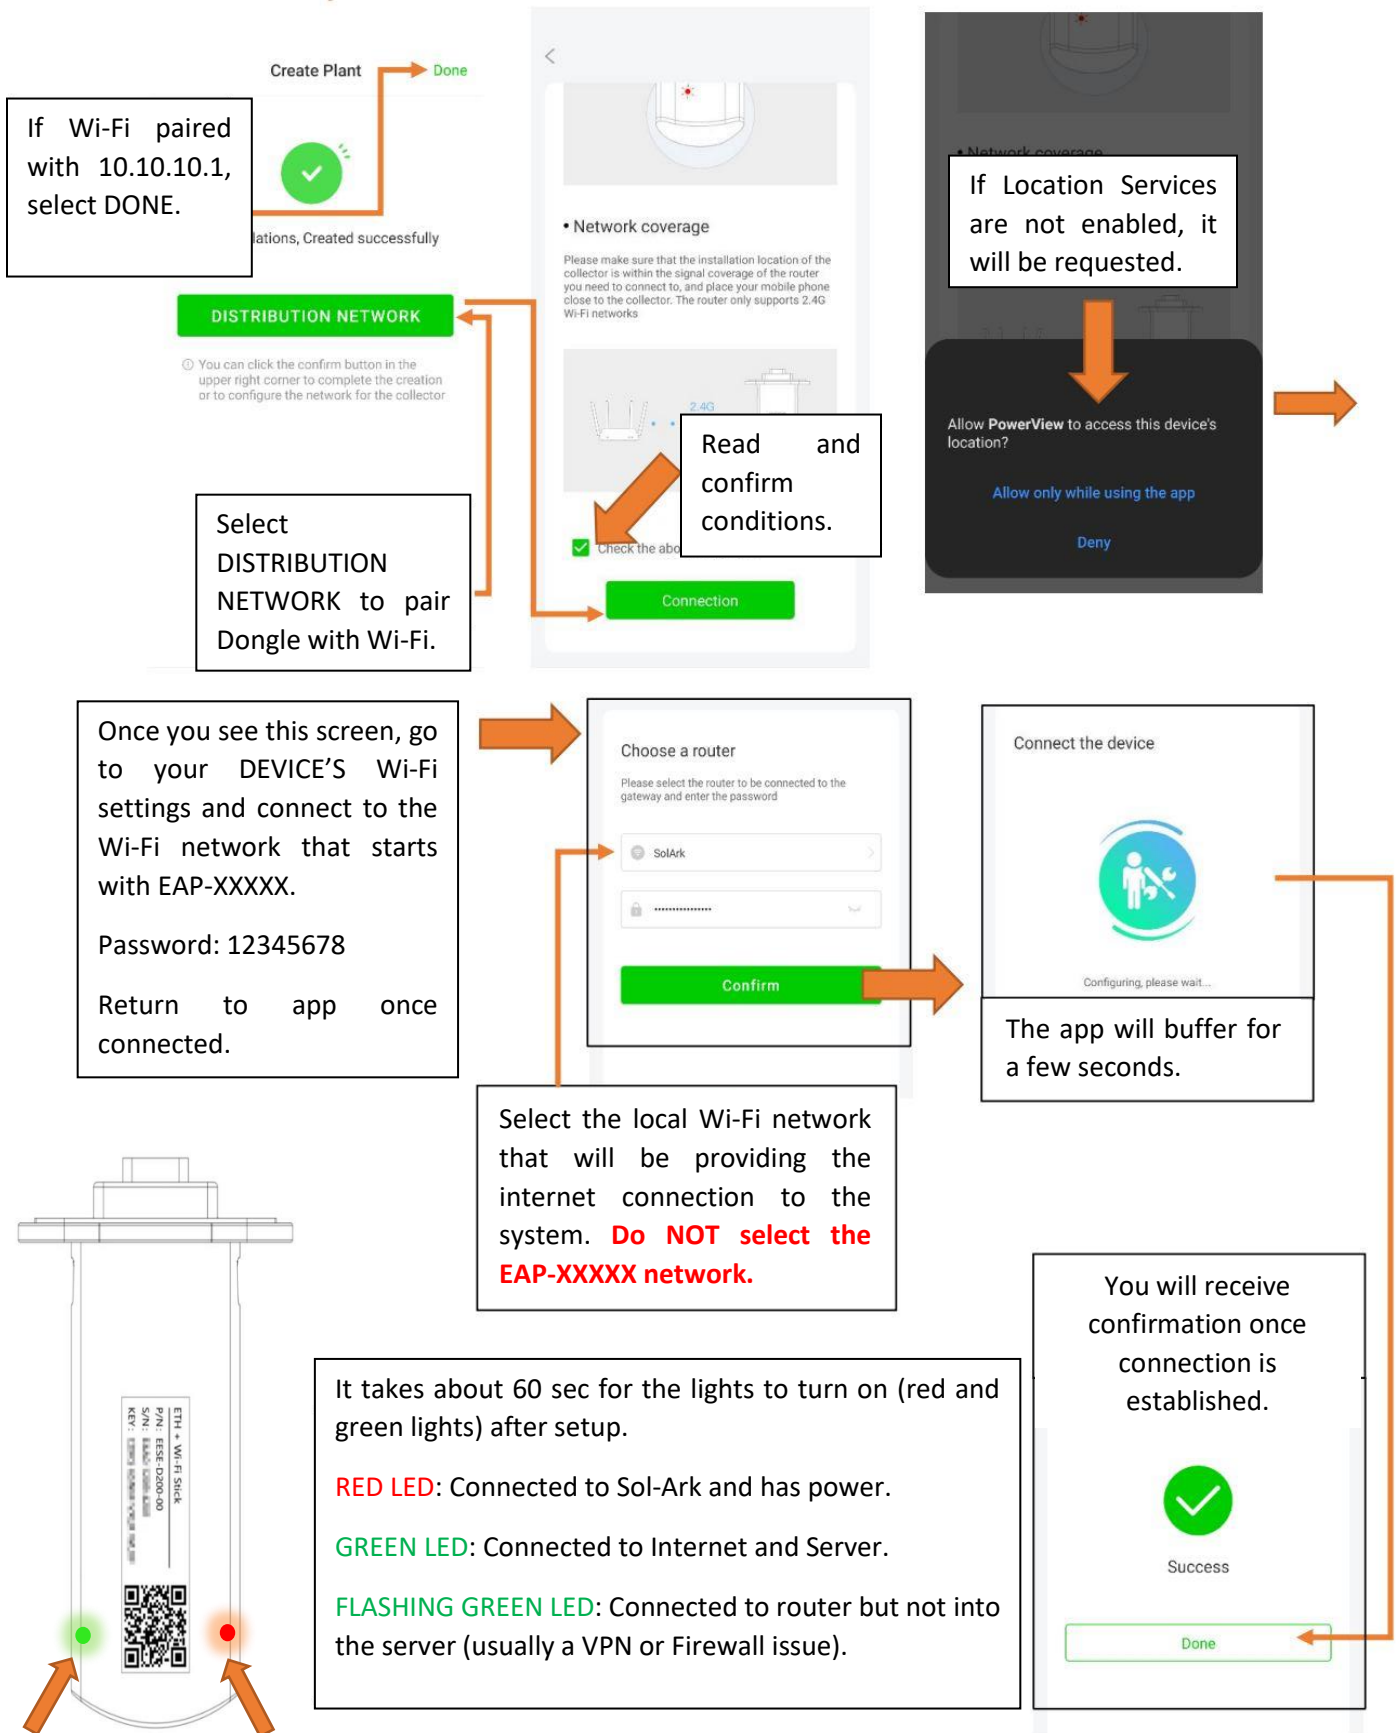 Create Plant
Done
If Wi-Fi paired
with 10.10.10.1,
select DONE.
lations, Created successfully
DISTRIBUTION NETWORK
You can click the confirm button in the
upper right corner to complete the creation
or to configure the network for the collector
Select
DISTRIBUTION
NETWORK to pair
Dongle with Wi-Fi.
• Network coverage
Please make sure that the installation location of the
collector is within the signal coverage of the router
you need to connect to, and place your mobile phone
close to the collector. The router only supports 2.4G
Wi-Fi networks
2.4G
Read and
confirm
conditions.
Check the abo
Connection
• Network coverage
If Location Services
are not enabled, it
will be requested.
Allow PowerView to access this device's
location?
Allow only while using the app
Deny
Once you see this screen, go
to your DEVICE'S Wi-Fi
settings and connect to the
Wi-Fi network that starts
with EAP-XXXXX.
Password: 12345678
Return to app once
connected.
Choose a router
Please select the router to be connected to the
gateway and enter the password
SolArk
••••••••••••••••
Confirm
Connect the device
Configuring, please wait...
The app will buffer for
a few seconds.
Select the local Wi-Fi network
that will be providing the
internet connection to the
system. Do NOT select the
EAP-XXXXX network.
You will receive
confirmation once
connection is
established.
Success
Done
ETH + Wi-Fi Stick
P/N: EESE-D200-00
S/N:
KEY:
It takes about 60 sec for the lights to turn on (red and
green lights) after setup.
RED LED: Connected to Sol-Ark and has power.
GREEN LED: Connected to Internet and Server.
FLASHING GREEN LED: Connected to router but not into
the server (usually a VPN or Firewall issue).